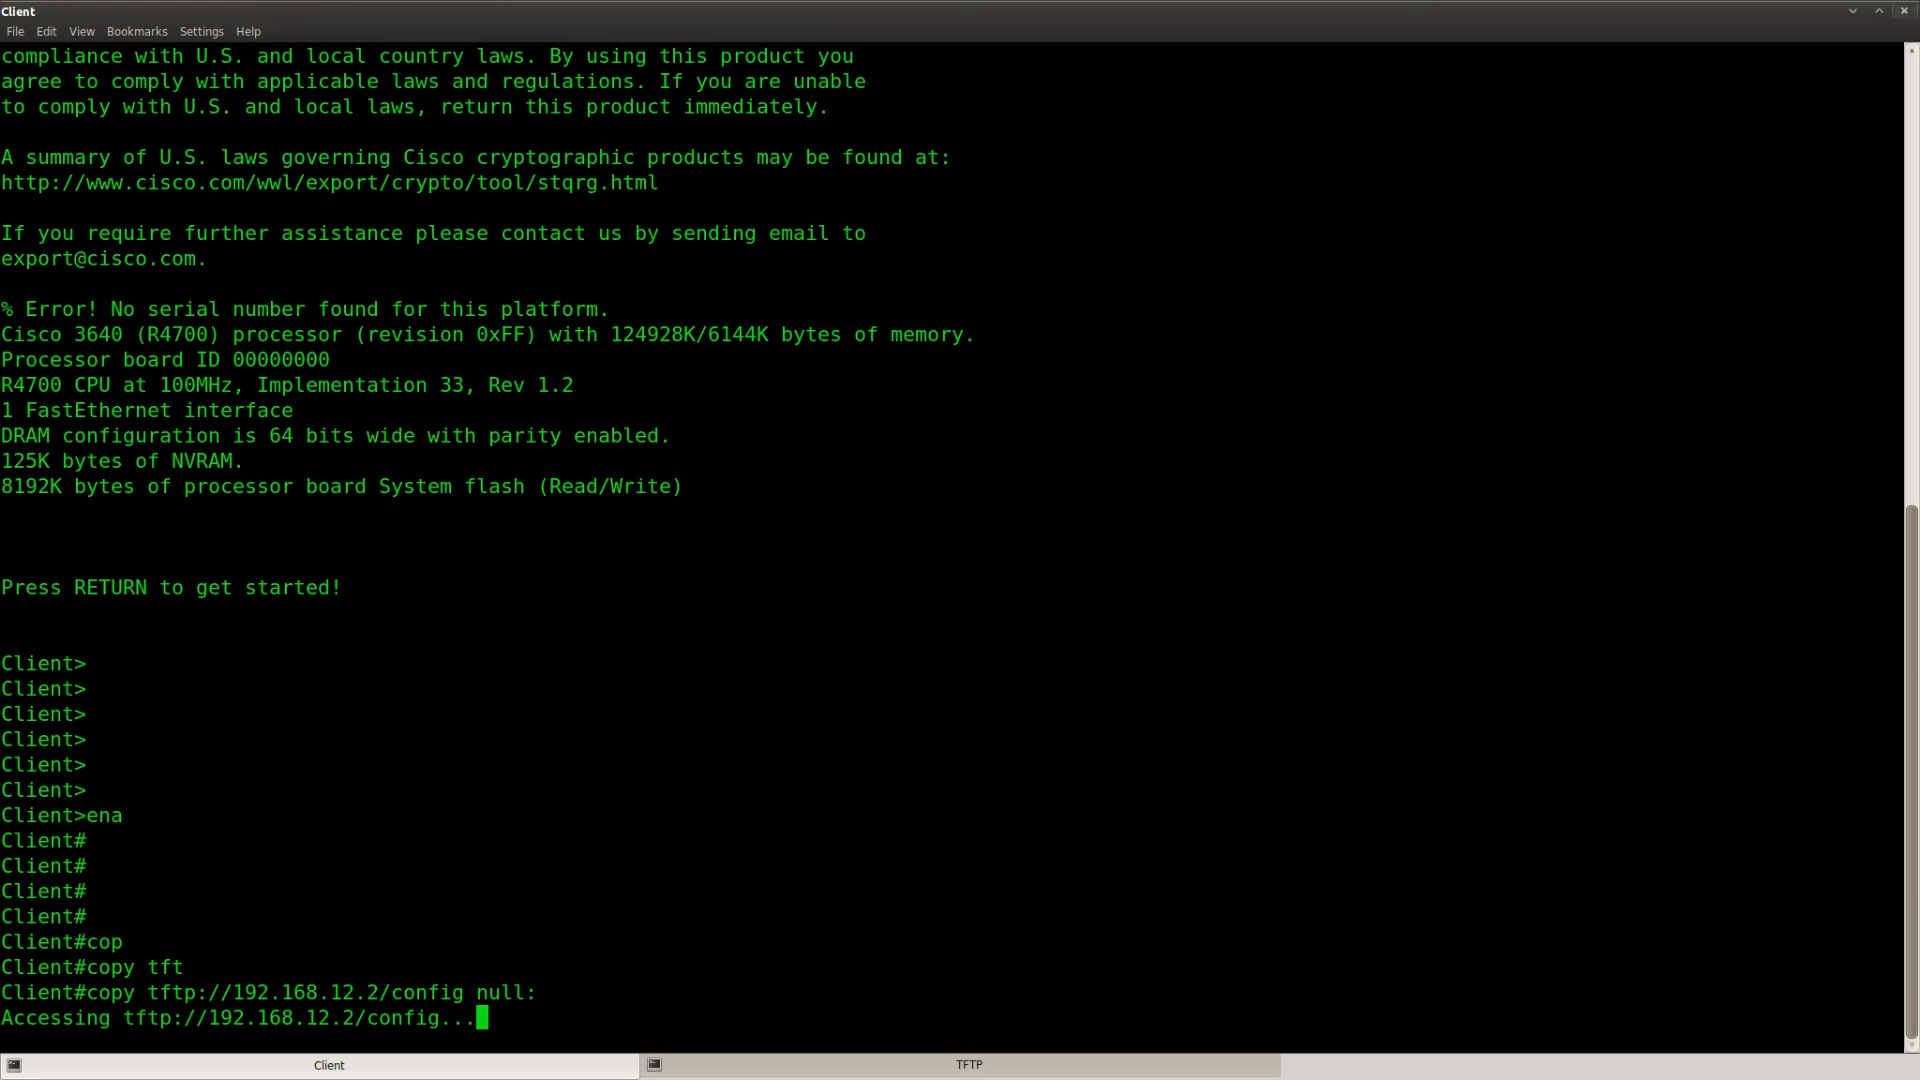 Client
File Edit View Bookmarks Settings Help
compliance with U.S. and local country laws. By using this product you
agree to comply with applicable laws and regulations. If you are unable
to comply with U.S. and local laws, return this product immediately.
A summary of U.S. laws governing Cisco cryptographic products may be found at:
http://www.cisco.com/wwl/export/crypto/tool/stqrg.html
If you require further assistance please contact us by sending email to
export@cisco.com.
% Error! No serial number found for this platform.
Cisco 3640 (R4700) processor (revision 0xFF) with 124928K/6144K bytes of memory.
Processor board ID 00000000
R4700 CPU at 100MHz, Implementation 33, Rev 1.2
1 FastEthernet interface
DRAM configuration is 64 bits wide with parity enabled.
125K bytes of NVRAM.
8192K bytes of processor board System flash (Read/Write)
Press RETURN to get started!
Client>
Client>
Client>
Client>
Client>
Client>
Client>ena
Client#
Client#
Client#
Client#
Client#cop
Client#copy tft
Client#copy tftp://192.168.12.2/config null:
Accessing tftp://192.168.12.2/config...
Client TFTP